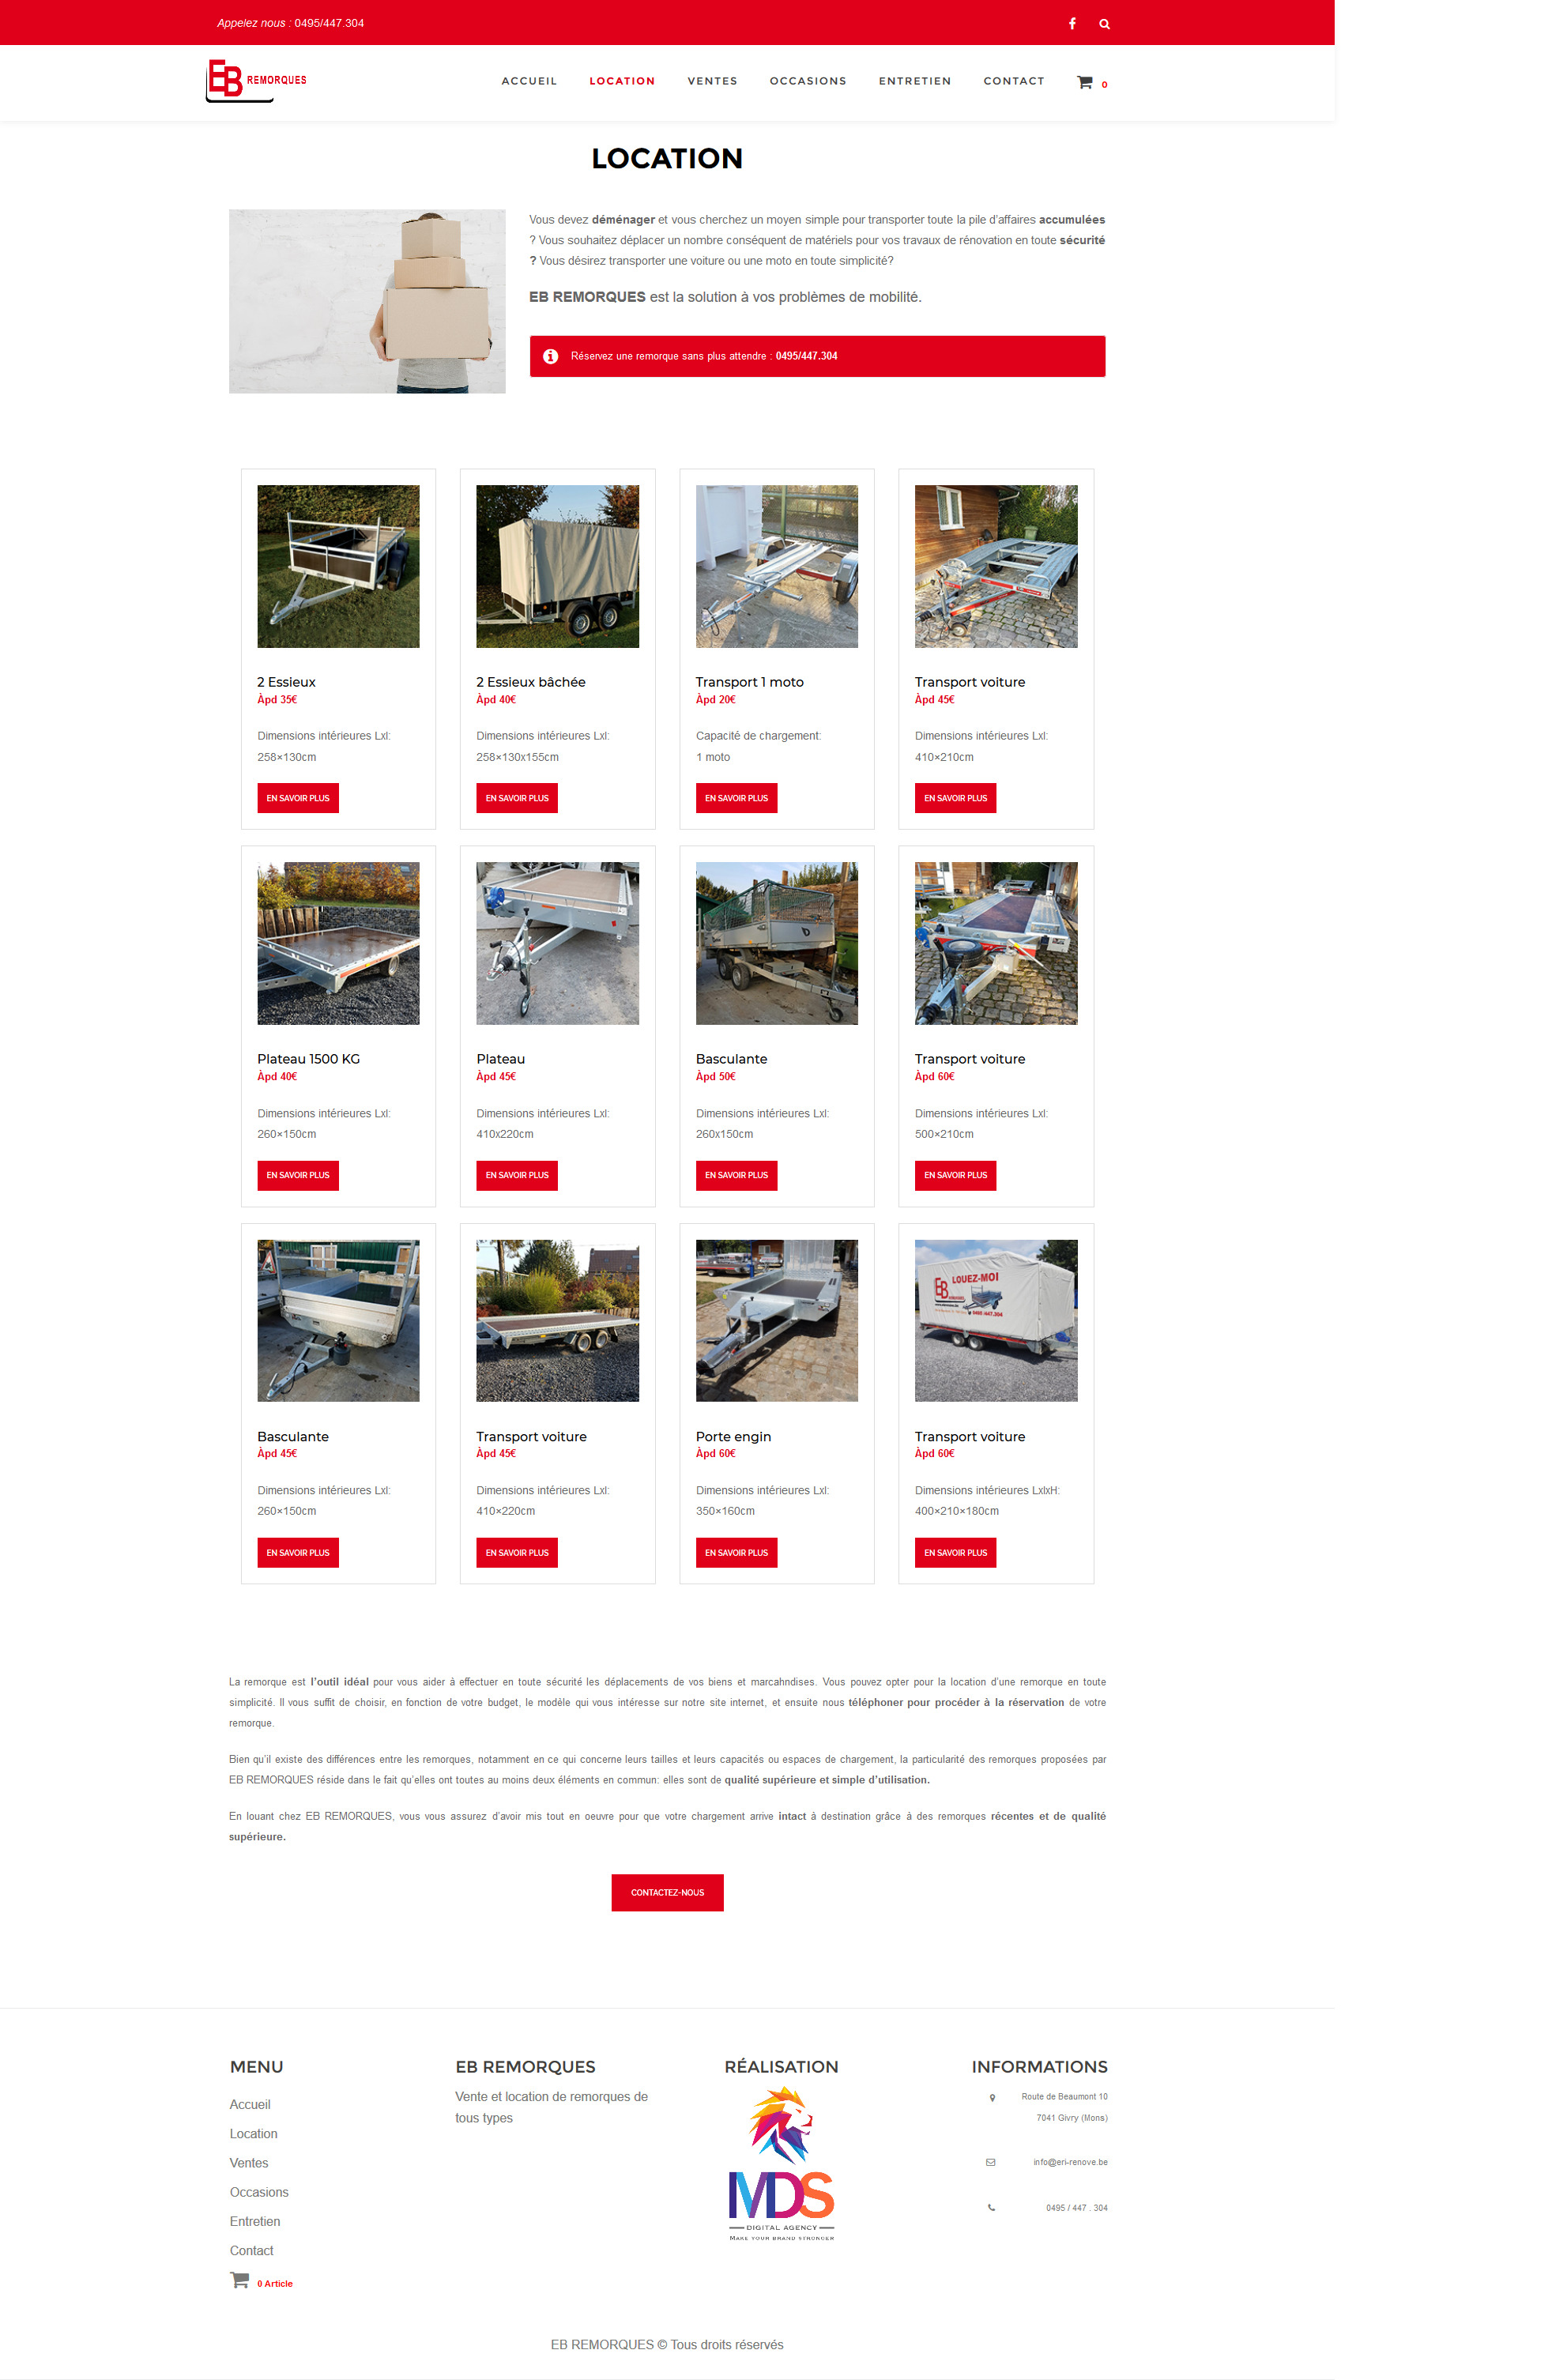 Appelez nous : 0495/447.304
EB REMORQUES
ACCUEIL
LOCATION
VENTES
OCCASIONS
ENTRETIEN
CONTACT
0
LOCATION
Vous devez déménager et vous cherchez un moyen simple pour transporter toute la pile d'affaires accumulées
? Vous souhaitez déplacer un nombre conséquent de matériels pour vos travaux de rénovation en toute sécurité
? Vous désirez transporter une voiture ou une moto en toute simplicité?
EB REMORQUES est la solution à vos problèmes de mobilité.
Réservez une remorque sans plus attendre : 0495/447.304
2 Essieux
Àpd 35€
Dimensions intérieures Lxl:
258×130cm
EN SAVOIR PLUS
2 Essieux bâchée
Àpd 40€
Dimensions intérieures Lxl:
258×130x155cm
EN SAVOIR PLUS
Transport 1 moto
Àpd 20€
Capacité de chargement:
1 moto
EN SAVOIR PLUS
Transport voiture
Àpd 45€
Dimensions intérieures Lxl:
410×210cm
EN SAVOIR PLUS
Plateau 1500 KG
Àpd 40€
Dimensions intérieures Lxl:
260×150cm
EN SAVOIR PLUS
Plateau
Àpd 45€
Dimensions intérieures Lxl:
410x220cm
EN SAVOIR PLUS
Basculante
Àpd 50€
Dimensions intérieures Lxl:
260x150cm
EN SAVOIR PLUS
Transport voiture
Àpd 60€
Dimensions intérieures Lxl:
500×210cm
EN SAVOIR PLUS
Basculante
Àpd 45€
Dimensions intérieures Lxl:
260×150cm
EN SAVOIR PLUS
Transport voiture
Àpd 45€
Dimensions intérieures Lxl:
410×220cm
EN SAVOIR PLUS
Porte engin
Àpd 60€
Dimensions intérieures Lxl:
350×160cm
EN SAVOIR PLUS
EB LOUEZ-MOI
Transport voiture
Àpd 60€
Dimensions intérieures LxlxH:
400×210×180cm
EN SAVOIR PLUS
La remorque est l'outil idéal pour vous aider à effectuer en toute sécurité les déplacements de vos biens et marcahndises. Vous pouvez opter pour la location d'une remorque en toute
simplicité. Il vous suffit de choisir, en fonction de votre budget, le modèle qui vous intéresse sur notre site internet, et ensuite nous téléphoner pour procéder à la réservation de votre
remorque.
Bien qu'il existe des différences entre les remorques, notamment en ce qui concerne leurs tailles et leurs capacités ou espaces de chargement, la particularité des remorques proposées par
EB REMORQUES réside dans le fait qu'elles ont toutes au moins deux éléments en commun: elles sont de qualité supérieure et simple d'utilisation.
En louant chez EB REMORQUES, vous vous assurez d'avoir mis tout en oeuvre pour que votre chargement arrive intact à destination grâce à des remorques récentes et de qualité
supérieure.
CONTACTEZ-NOUS
MENU
Accueil
Location
Ventes
Occasions
Entretien
Contact
0 Article
EB REMORQUES
Vente et location de remorques de
tous types
RÉALISATION
MDS
DIGITAL AGENCY
MAKE YOUR BRAND STRONGER
INFORMATIONS
Route de Beaumont 10
7041 Givry (Mons)
info@eri-renove.be
0495 / 447 . 304
EB REMORQUES © Tous droits réservés